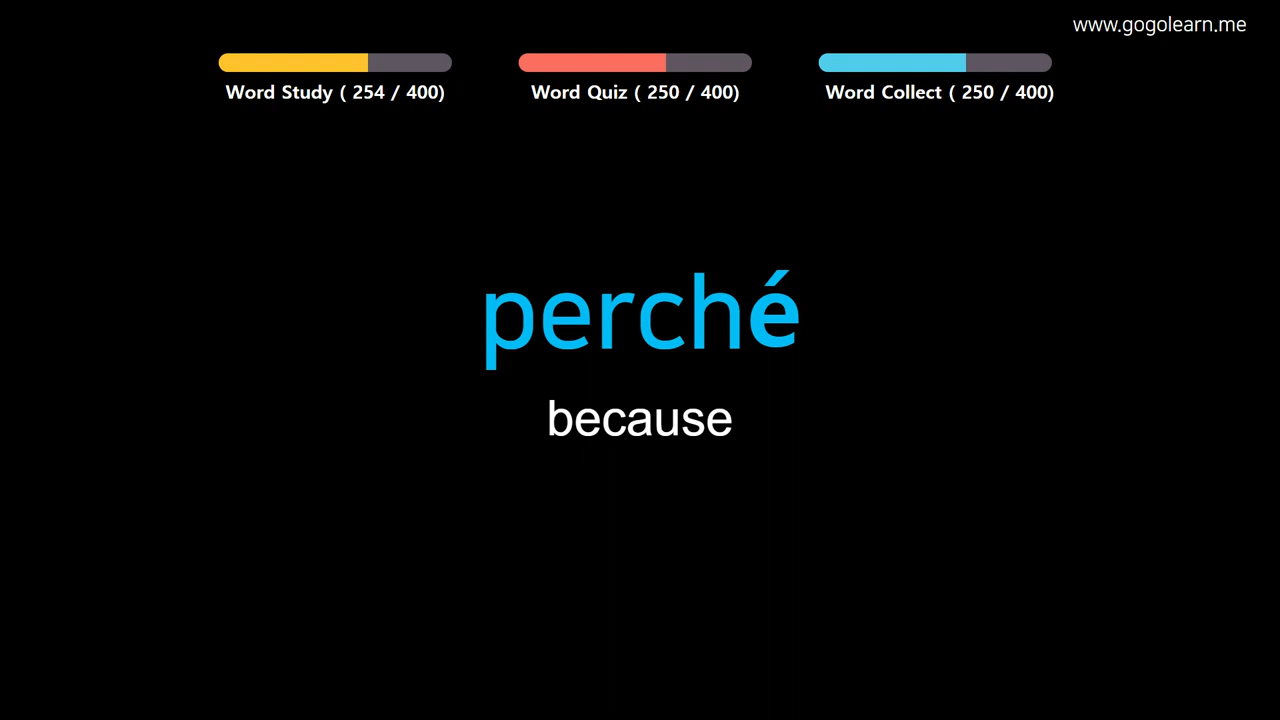 www.gogolearn.me
Word Study ( 254 / 400)
Word Quiz ( 250 / 400)
Word Collect ( 250 / 400)
perché
because